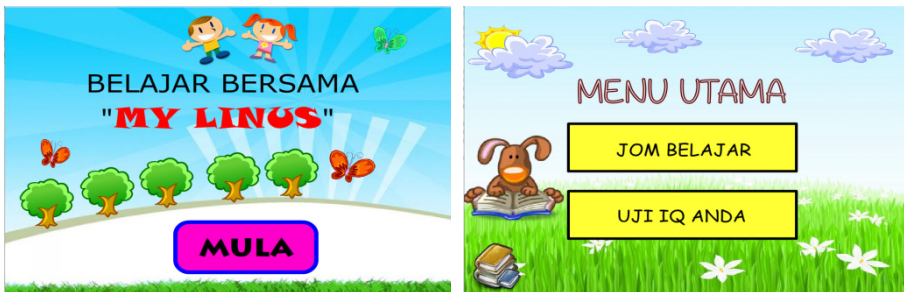 BELAJAR BERSAMA
"MY LINUS"
MULA
MENU UTAMA
JOM BELAJAR
UJI IQ ANDA